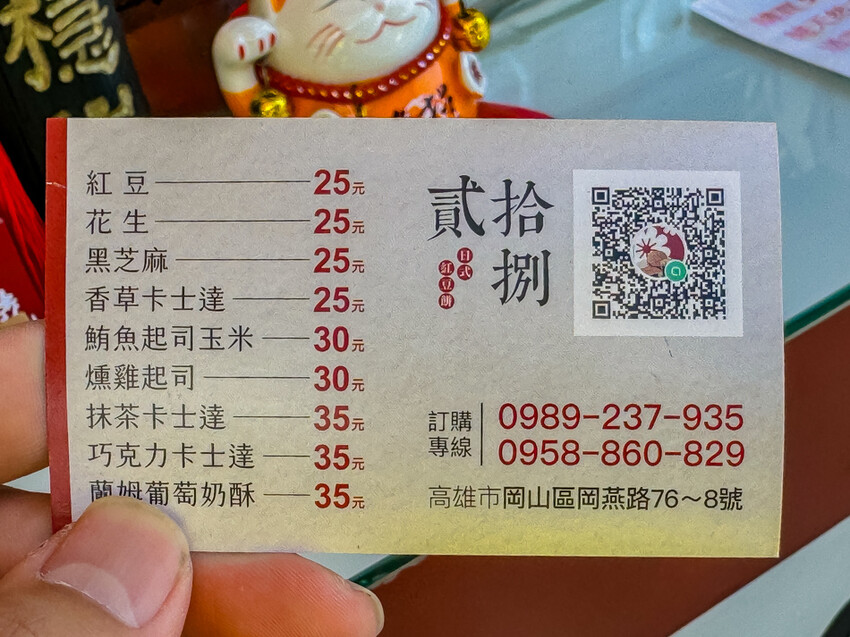 穩
紅豆 25元
花生 25元
黑芝麻 25元
香草卡士達 25元
鮪魚起司玉米 30元
燻雞起司 30元
抹茶卡士達 35元
巧克力卡士達 35元
蘭姆葡萄奶酥 35元
貳拾捌
日式
紅豆餅
訂購專線
0989-237-935
0958-860-829
高雄市岡山區岡燕路76～8號